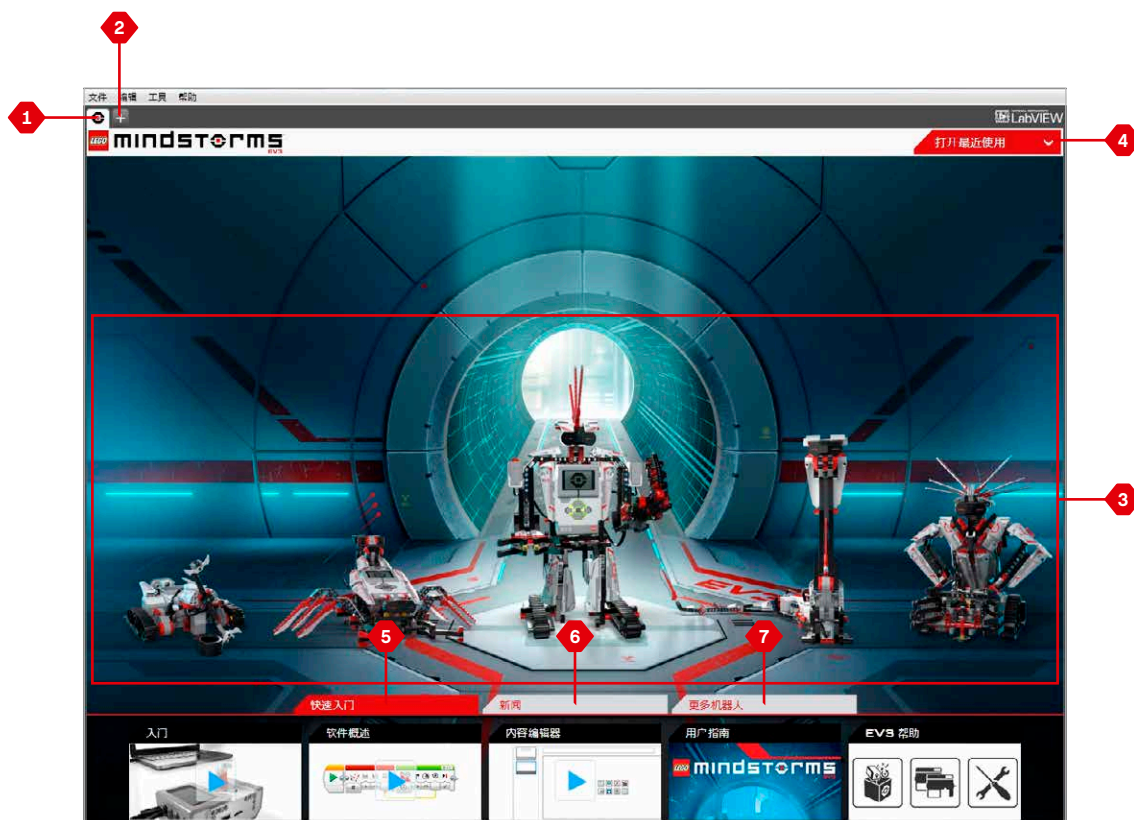 2
文件 编辑 工具 帮助
1
LabVIEW
LEGO mindstorms EV3
打开最近使用
4
3
EV3
5
6
7
快速入门
新闻
更多机器人
入门
软件概述
内容编辑器
用户指南
EV3 帮助
LEGO mindstorms